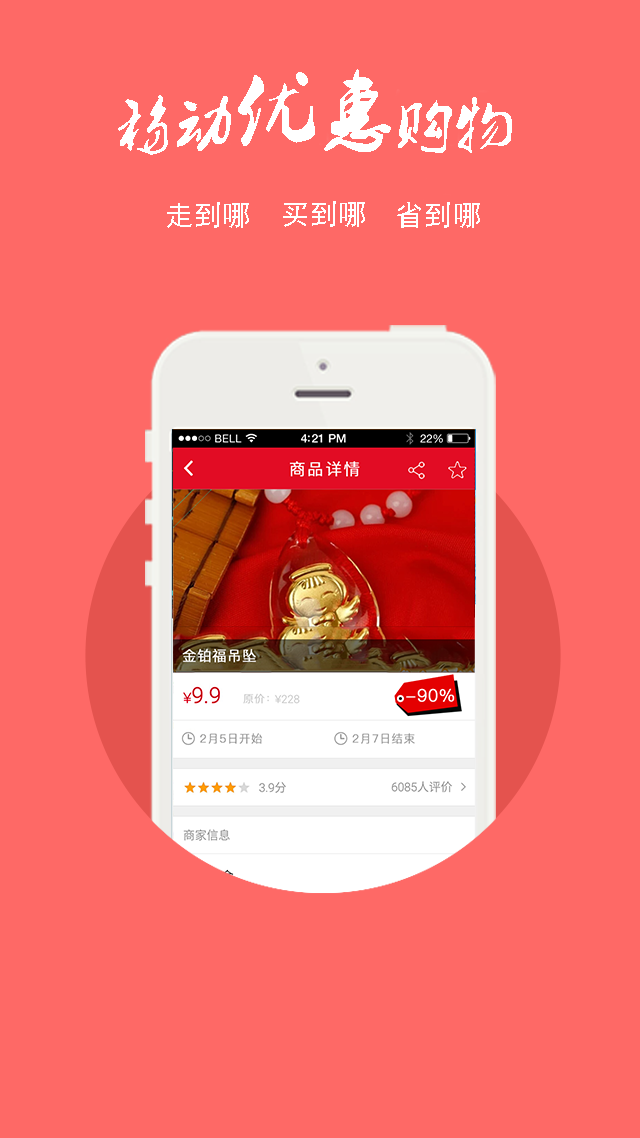 移动优惠购物
走到哪 买到哪 省到哪
BELL 4:21 PM 22%
商品详情
金铂福吊坠
¥9.9 原价：¥228 -90%
2月5日开始 2月7日结束
3.9分 6085人评价
商家信息